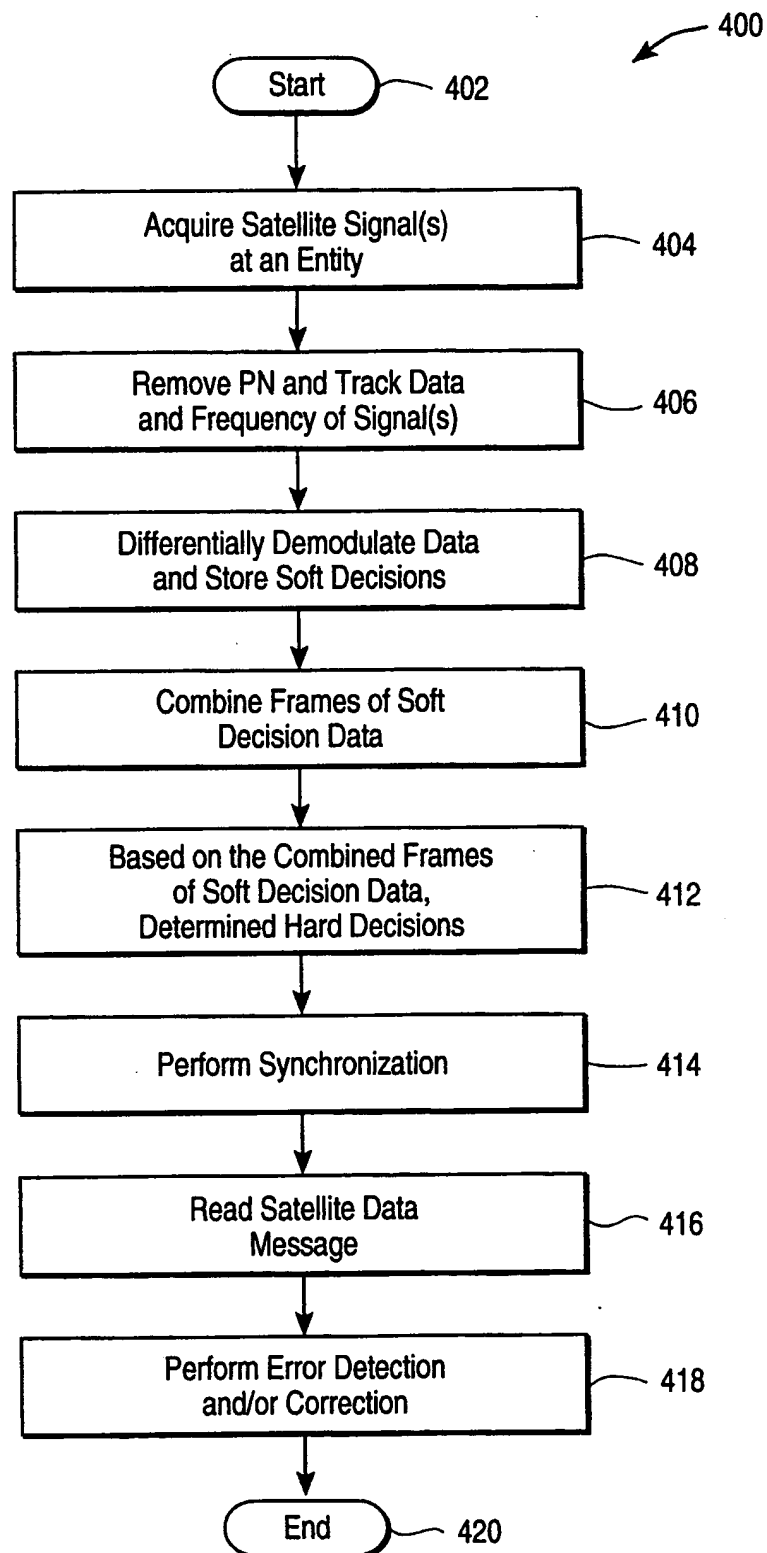 400
Start
402
Acquire Satellite Signal(s)
at an Entity
404
Remove PN and Track Data
and Frequency of Signal(s)
406
Differentially Demodulate Data
and Store Soft Decisions
408
Combine Frames of Soft
Decision Data
410
Based on the Combined Frames
of Soft Decision Data,
Determined Hard Decisions
412
Perform Synchronization
414
Read Satellite Data
Message
416
Perform Error Detection
and/or Correction
418
End
420